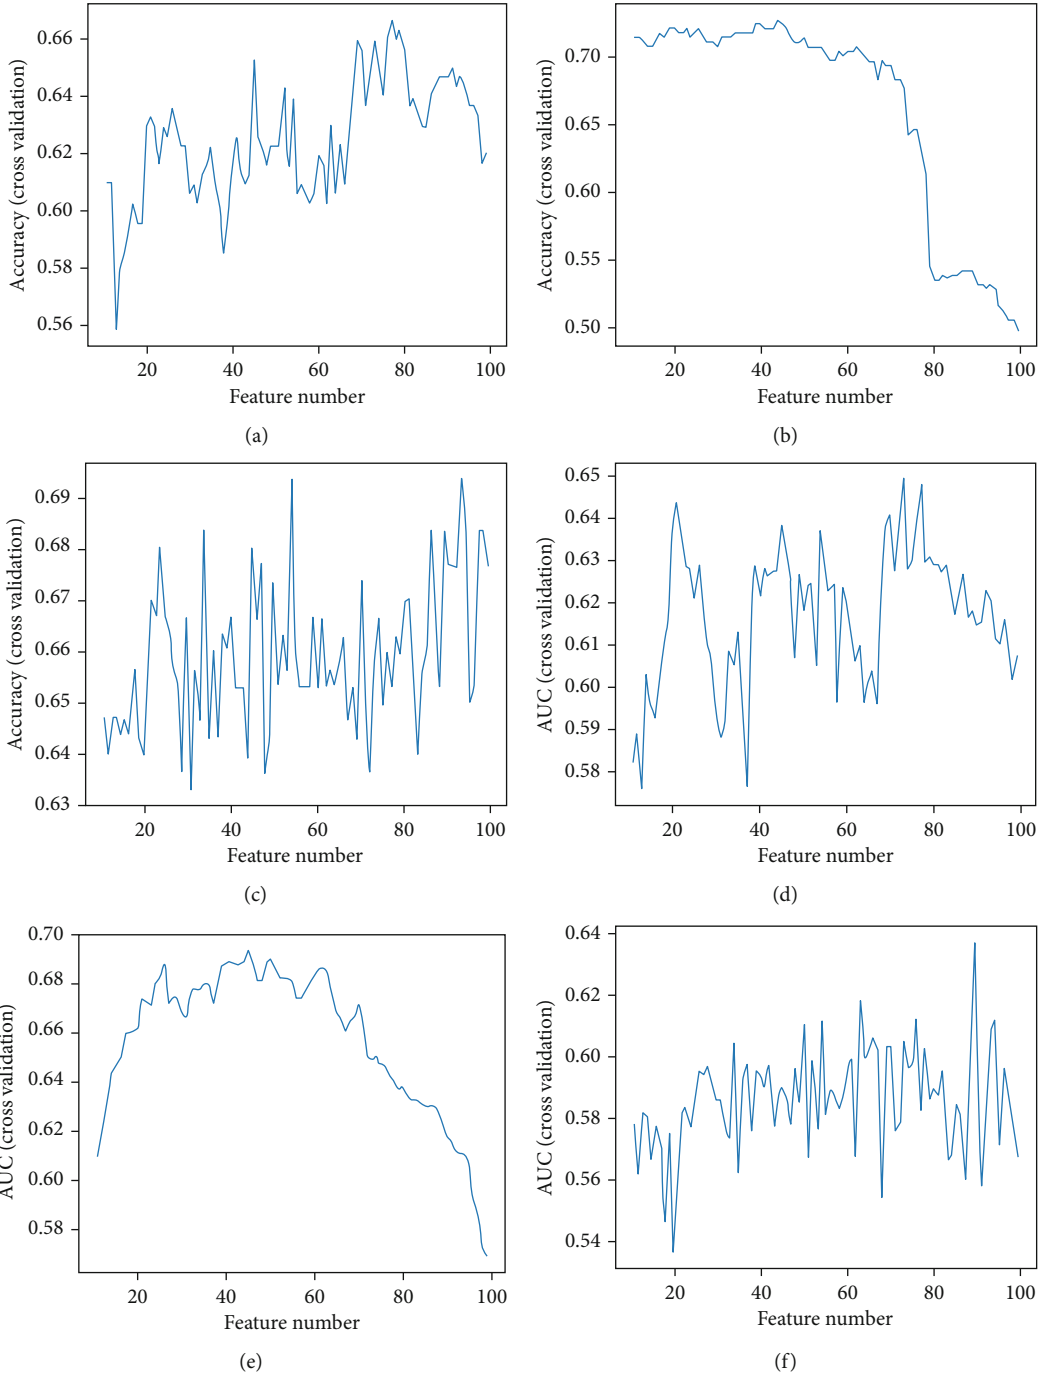 0.66
0.64
0.62
0.60
0.58
0.56
Accuracy (cross validation)
20 40 60 80 100
Feature number
(a)
0.70
0.65
0.60
0.55
0.50
Accuracy (cross validation)
20 40 60 80 100
Feature number
(b)
0.69
0.68
0.67
0.66
0.65
0.64
0.63
Accuracy (cross validation)
20 40 60 80 100
Feature number
(c)
0.65
0.64
0.63
0.62
0.61
0.60
0.59
0.58
AUC (cross validation)
20 40 60 80 100
Feature number
(d)
0.70
0.68
0.66
0.64
0.62
0.60
0.58
AUC (cross validation)
20 40 60 80 100
Feature number
(e)
0.64
0.62
0.60
0.58
0.56
0.54
AUC (cross validation)
20 40 60 80 100
Feature number
(f)